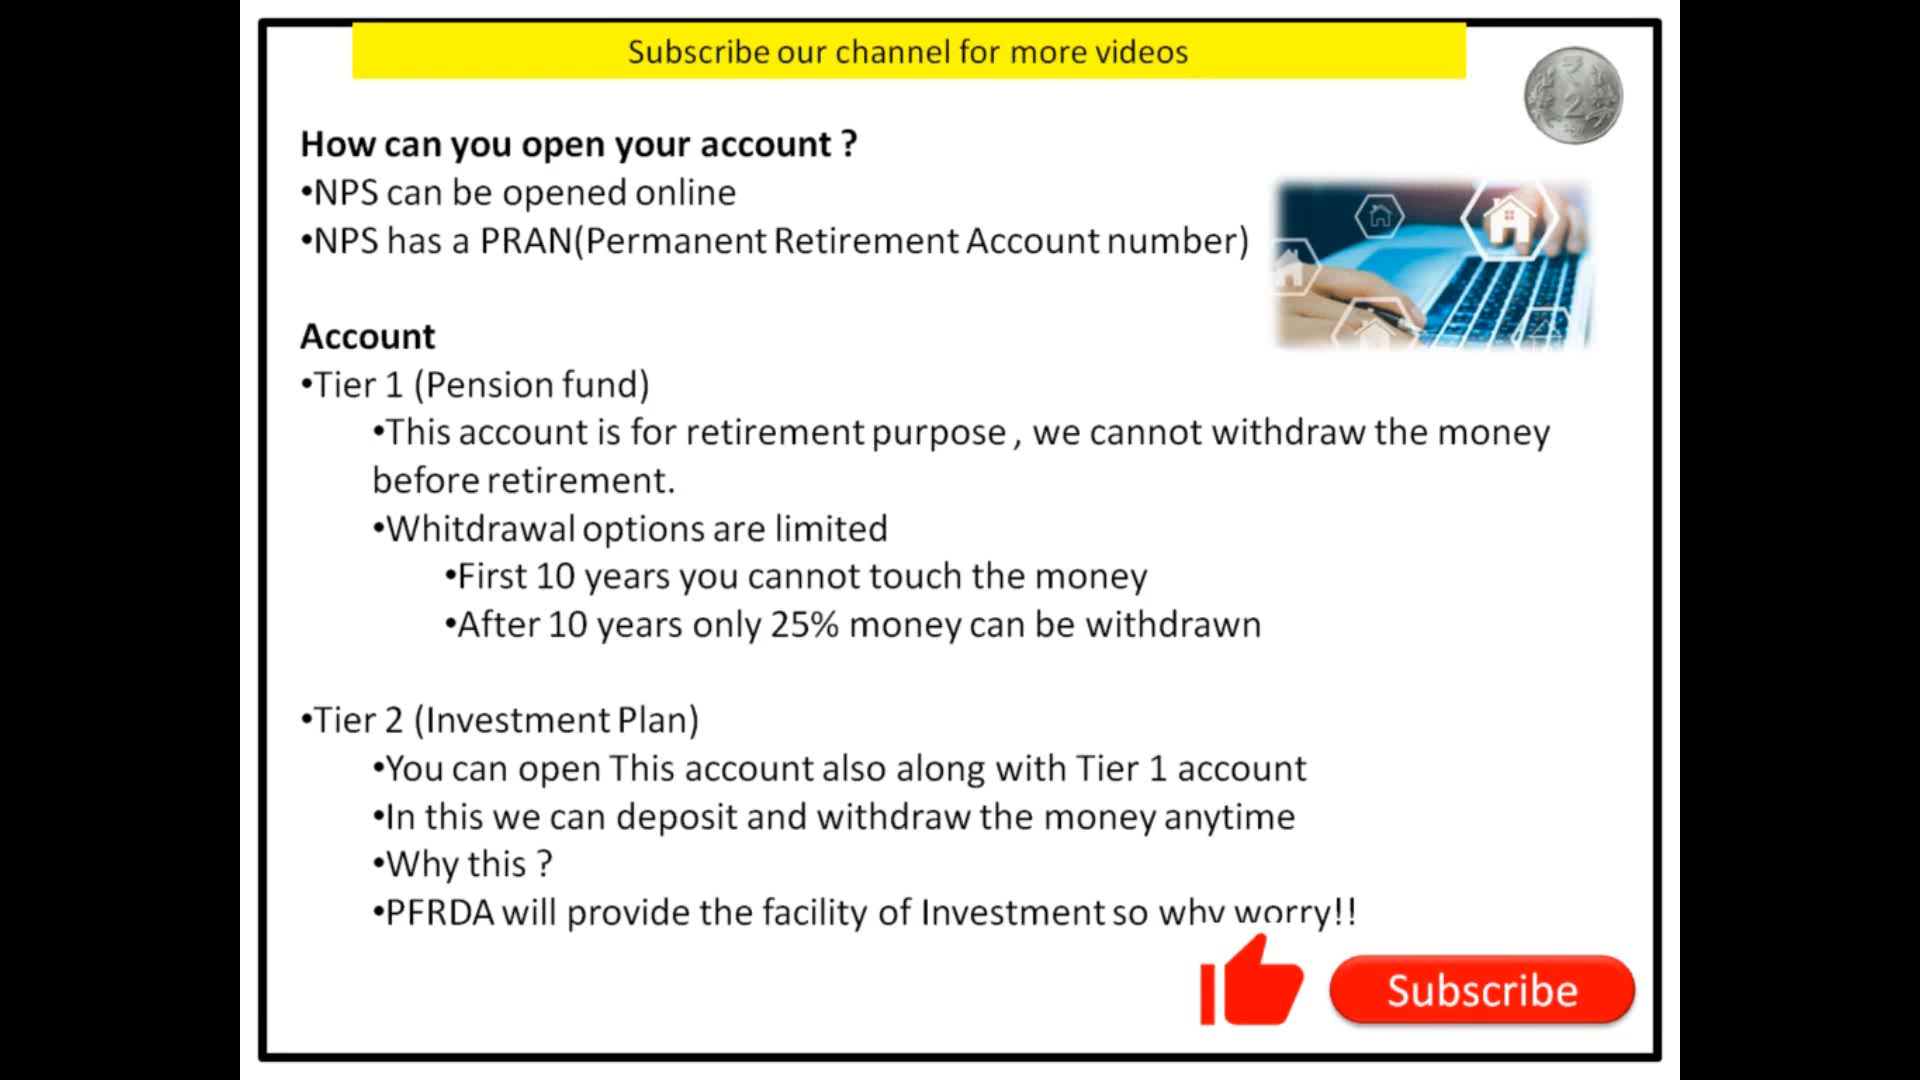 Subscribe our channel for more videos
2
How can you open your account ?
•NPS can be opened online
•NPS has a PRAN(Permanent Retirement Account number)
Account
•Tier 1 (Pension fund)
•This account is for retirement purpose , we cannot withdraw the money
before retirement.
•Whitdrawal options are limited
•First 10 years you cannot touch the money
•After 10 years only 25% money can be withdrawn
•Tier 2 (Investment Plan)
•You can open This account also along with Tier 1 account
•In this we can deposit and withdraw the money anytime
•Why this ?
•PFRDA will provide the facility of Investment so why worry!!
Subscribe